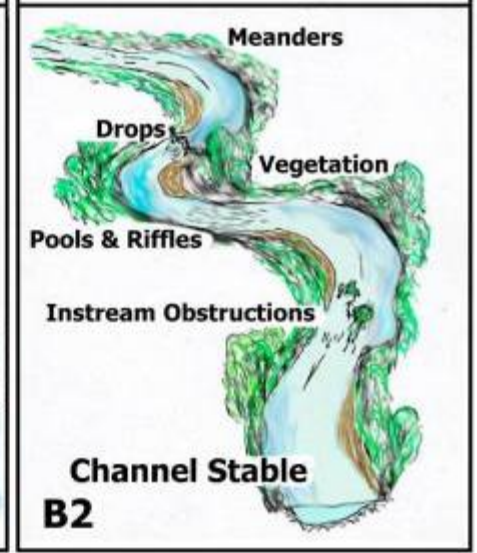 Meanders
Drops
Vegetation
Pools & Riffles
Instream Obstructions
Channel Stable
B2